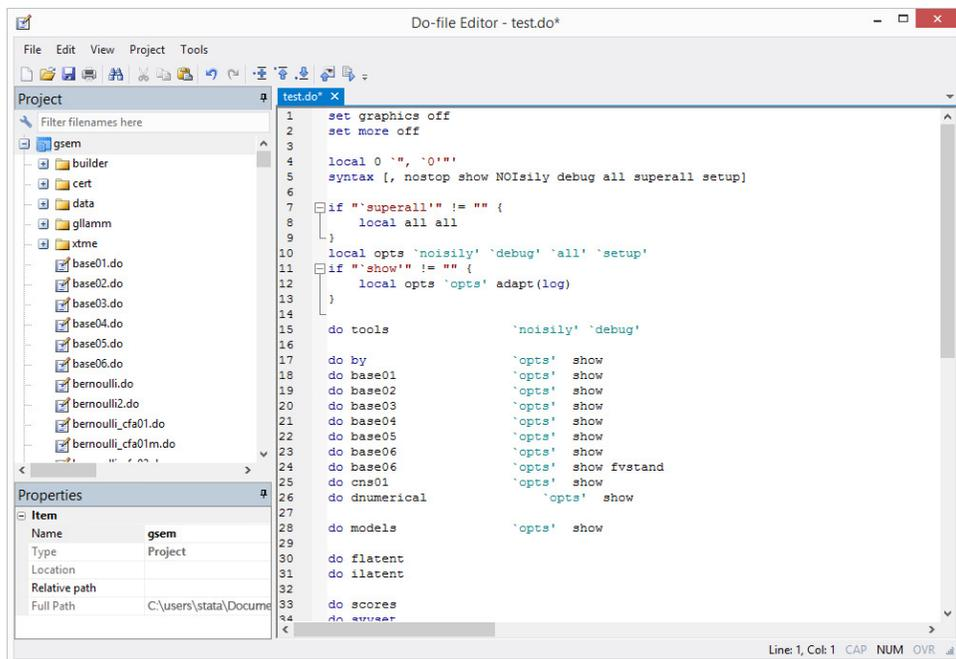 Do-file Editor - test.do*
File Edit View Project Tools
Project
Filter filenames here
gsem
builder
cert
data
gllamm
xtme
base01.do
base02.do
base03.do
base04.do
base05.do
base06.do
bernoulli.do
bernoulli2.do
bernoulli_cfa01.do
bernoulli_cfa01m.do
Properties
Item
Name gsem
Type Project
Location
Relative path
Full Path C:\users\stata\Docume
test.do*
1 set graphics off
2 set more off
3
4 local 0 `", `0'"'
5 syntax [, nostop show NOIsily debug all superall setup]
6
7 if "`superall'" != "" {
8 local all all
9 }
10 local opts `noisily' `debug' `all' `setup'
11 if "`show'" != "" {
12 local opts `opts' adapt(log)
13 }
14
15 do tools `noisily' `debug'
16
17 do by `opts' show
18 do base01 `opts' show
19 do base02 `opts' show
20 do base03 `opts' show
21 do base04 `opts' show
22 do base05 `opts' show
23 do base06 `opts' show
24 do base06 `opts' show fvstand
25 do cns01 `opts' show
26 do dnumerical `opts' show
27
28 do models `opts' show
29
30 do flatent
31 do ilatent
32
33 do scores
34 do svyset
Line: 1, Col: 1 CAP NUM OVR